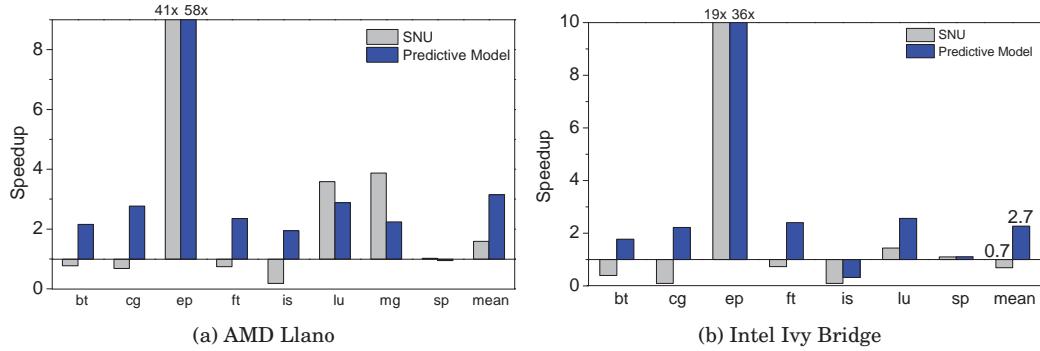 41x 58x
SNU
Predictive Model
8
6
4
2
0
Speedup
bt cg ep ft is lu mg sp mean
(a) AMD Llano
19x 36x
SNU
Predictive Model
10
8
6
4
2
0
Speedup
2.7
0.7
bt cg ep ft is lu sp mean
(b) Intel Ivy Bridge